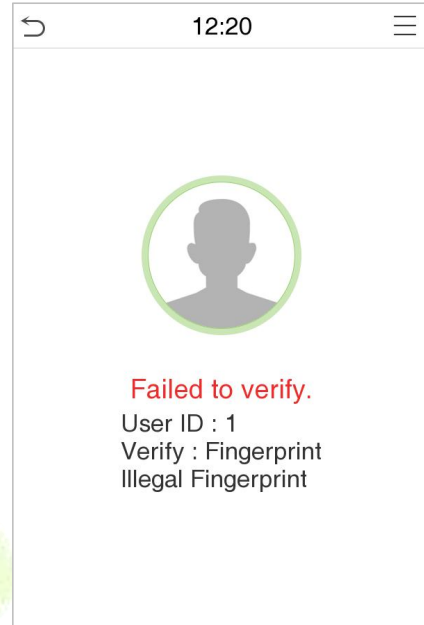 12:20
Failed to verify.
User ID : 1
Verify : Fingerprint
Illegal Fingerprint